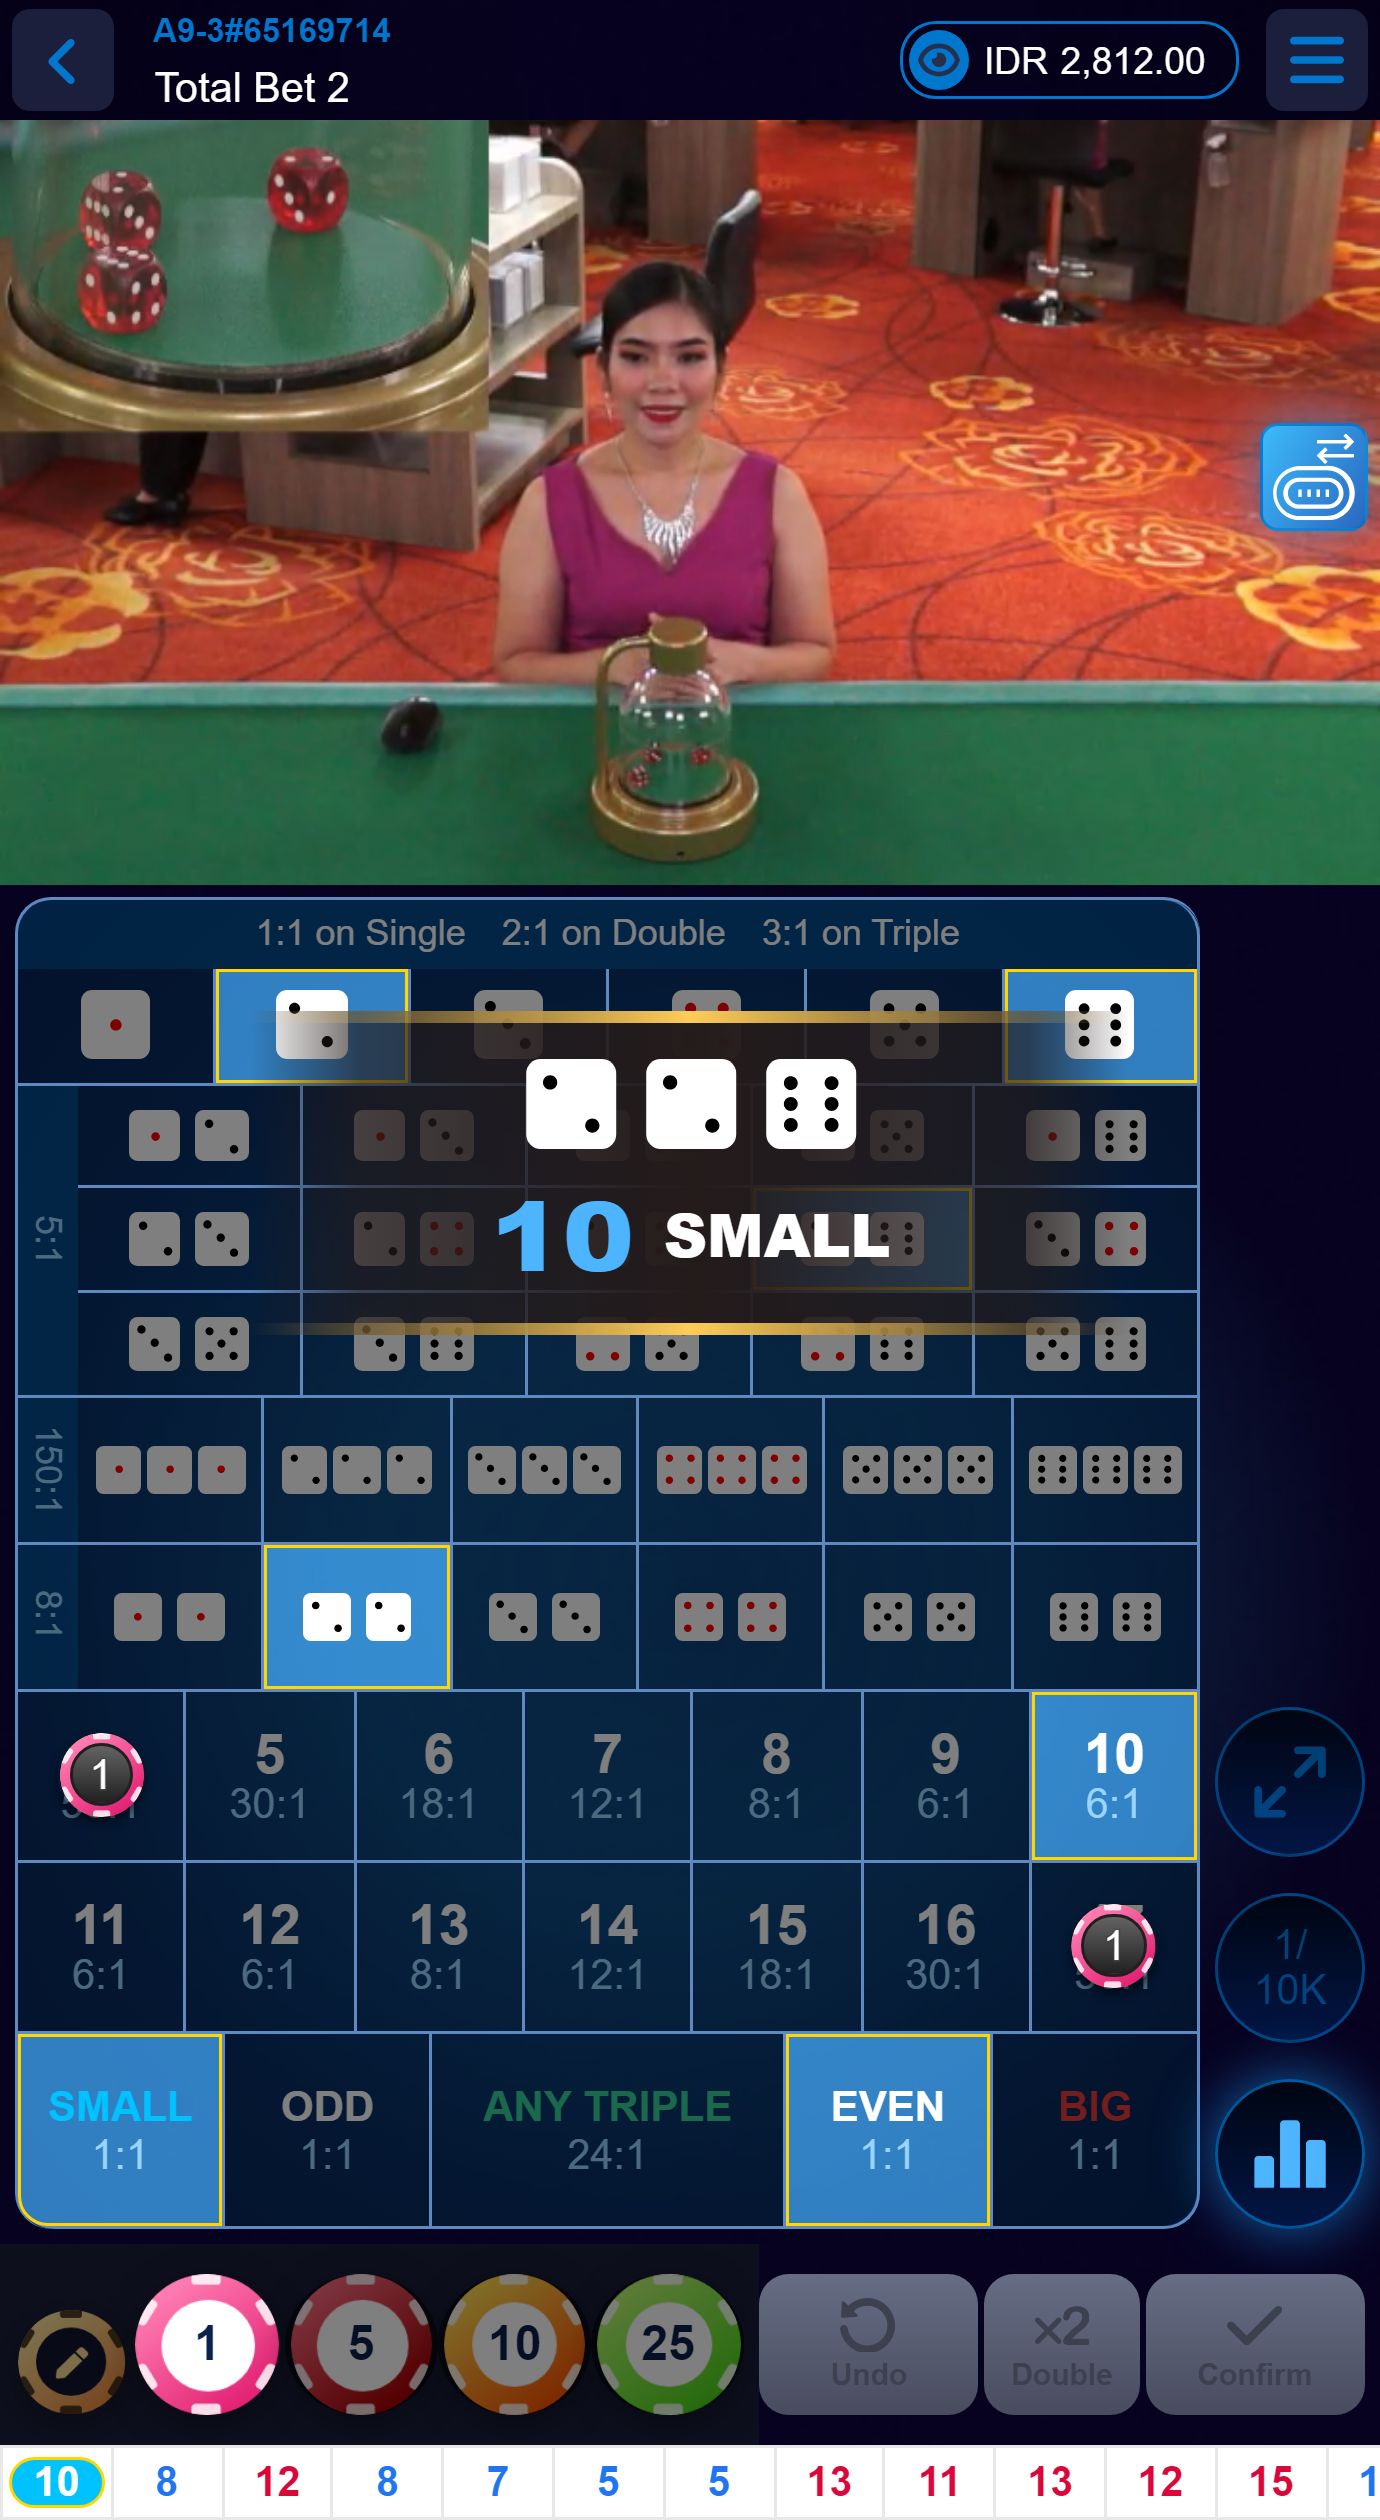 A9-3#65169714
Total Bet 2
IDR 2,812.00
1:1 on Single 2:1 on Double 3:1 on Triple
10 SMALL
5:1
150:1
8:1
1
5 6 7 8 9 10
30:1 18:1 12:1 8:1 6:1 6:1
11 12 13 14 15 16
1
6:1 6:1 8:1 12:1 18:1 30:1
1/
10K
SMALL ODD ANY TRIPLE EVEN BIG
1:1 1:1 24:1 1:1 1:1
1 5 10 25
x2
Undo Double Confirm
10 8 12 8 7 5 5 13 11 13 12 15 1